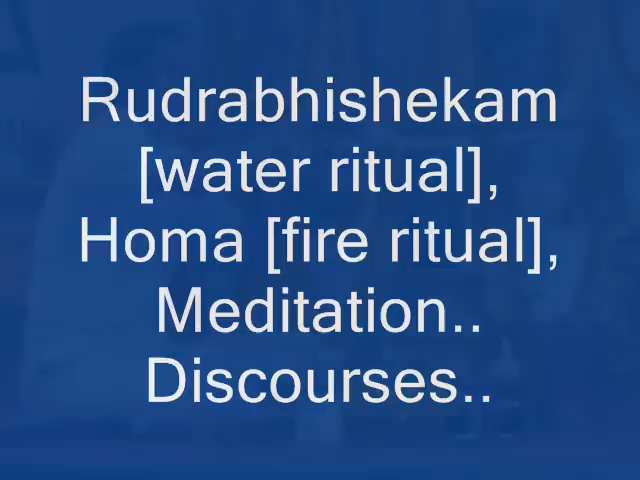 Rudrabhishekam
[water ritual],
Homa [fire ritual],
Meditation..
Discourses..